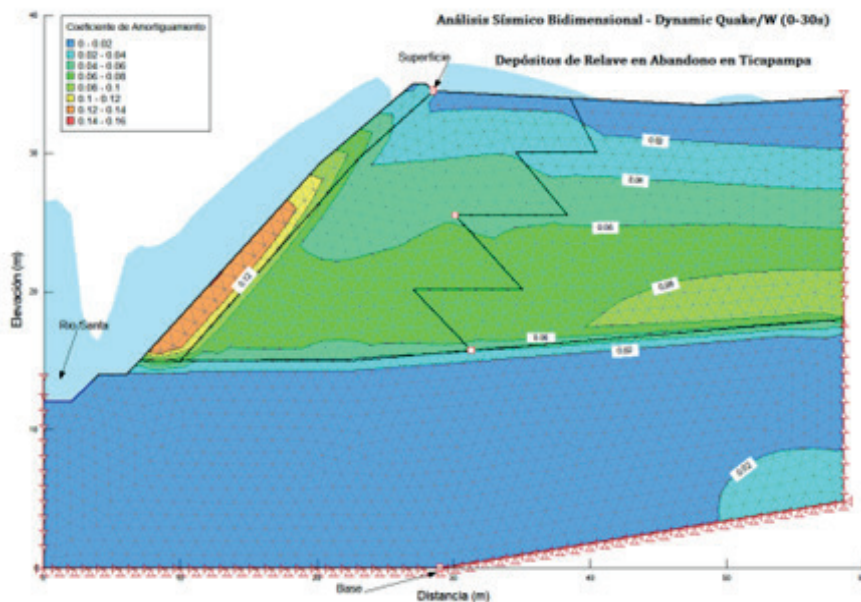 Análisis Sísmico Bidimensional - Dynamic Quake/W (0-30s)
Depósitos de Relave en Abandono en Ticapampa
Coeficiente de Amortiguamiento
0 - 0.02
0.02 - 0.04
0.04 - 0.06
0.06 - 0.08
0.08 - 0.1
0.1 - 0.12
0.12 - 0.14
0.14 - 0.16
Superficie
0.02
0.04
0.06
0.08
0.12
0.06
0.02
0.02
Rio Santa
Base
Elevación (m)
40
30
20
10
0
Distancia (m)
10
20
30
40
50